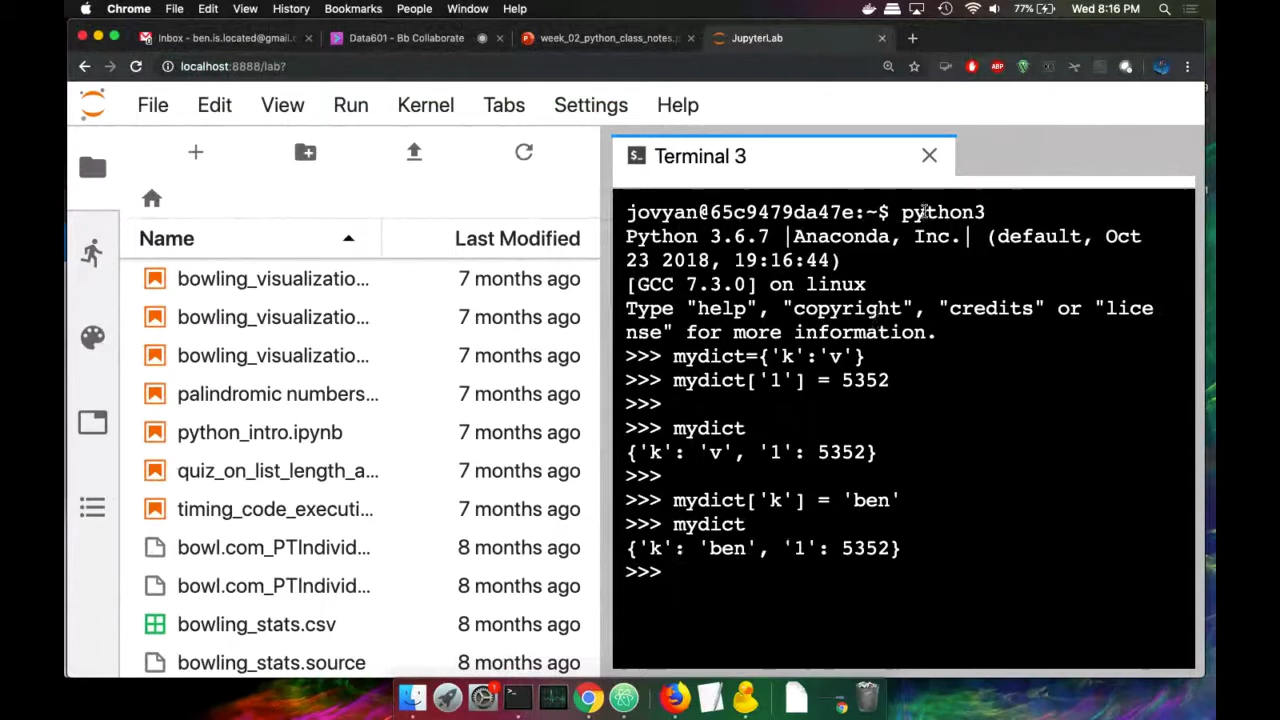 Chrome File Edit View History Bookmarks People Window Help 77% Wed 8:16 PM
Inbox - ben.is.located@gmail.c Data601 - Bb Collaborate week_02_python_class_notes.p JupyterLab
localhost:8888/lab? ABP
File Edit View Run Kernel Tabs Settings Help
Terminal 3
Name Last Modified
bowling_visualizatio... 7 months ago
bowling_visualizatio... 7 months ago
bowling_visualizatio... 7 months ago
palindromic numbers... 7 months ago
python_intro.ipynb 7 months ago
quiz_on_list_length_a... 7 months ago
timing_code_executi... 7 months ago
bowl.com_PTIndivid... 8 months ago
bowl.com_PTIndivid... 8 months ago
bowling_stats.csv 8 months ago
bowling_stats.source 8 months ago
jovyan@65c9479da47e:~$ python3
Python 3.6.7 |Anaconda, Inc.| (default, Oct
23 2018, 19:16:44)
[GCC 7.3.0] on linux
Type "help", "copyright", "credits" or "lice
nse" for more information.
>>> mydict={'k':'v'}
>>> mydict['1'] = 5352
>>>
>>> mydict
{'k': 'v', '1': 5352}
>>>
>>> mydict['k'] = 'ben'
>>> mydict
{'k': 'ben', '1': 5352}
>>>